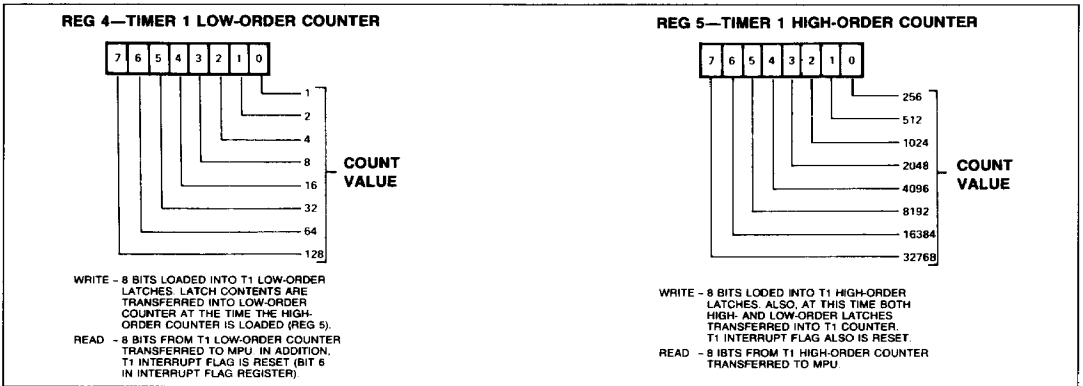 REG 4—TIMER 1 LOW-ORDER COUNTER
7 6 5 4 3 2 1 0
1
2
4
8
16
32
64
128
COUNT
VALUE
WRITE - 8 BITS LOADED INTO T1 LOW-ORDER
LATCHES. LATCH CONTENTS ARE
TRANSFERRED INTO LOW-ORDER
COUNTER AT THE TIME THE HIGH-
ORDER COUNTER IS LOADED (REG 5).
READ - 8 BITS FROM T1 LOW-ORDER COUNTER
TRANSFERRED TO MPU. IN ADDITION,
T1 INTERRUPT FLAG IS RESET (BIT 6
IN INTERRUPT FLAG REGISTER)
REG 5—TIMER 1 HIGH-ORDER COUNTER
7 6 5 4 3 2 1 0
256
512
1024
2048
4096
8192
16384
32768
COUNT
VALUE
WRITE - 8 BITS LODED INTO T1 HIGH-ORDER
LATCHES. ALSO, AT THIS TIME BOTH
HIGH- AND LOW-ORDER LATCHES
TRANSFERRED INTO T1 COUNTER.
T1 INTERRUPT FLAG ALSO IS RESET.
READ - 8 IBTS FROM T1 HIGH-ORDER COUNTER
TRANSFERRED TO MPU.